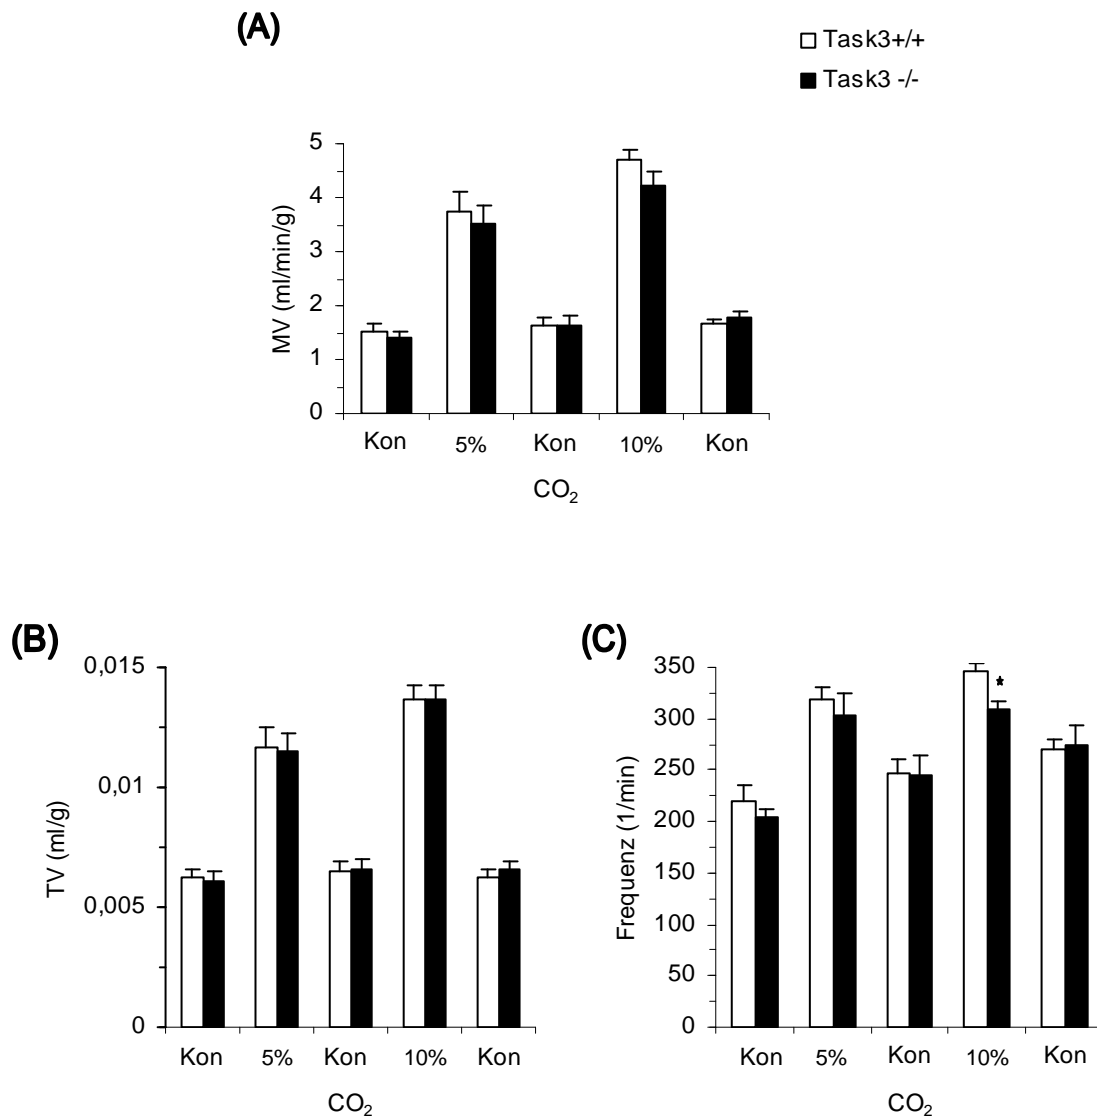 (A)
Task3+/+
Task3 -/-
MV (ml/min/g)
5
4
3
2
1
0
Kon 5% Kon 10% Kon
CO₂
(B)
TV (ml/g)
0,015
0,01
0,005
0
Kon 5% Kon 10% Kon
CO₂
(C)
Frequenz (1/min)
350
300
250
200
150
100
50
0
*
Kon 5% Kon 10% Kon
CO₂